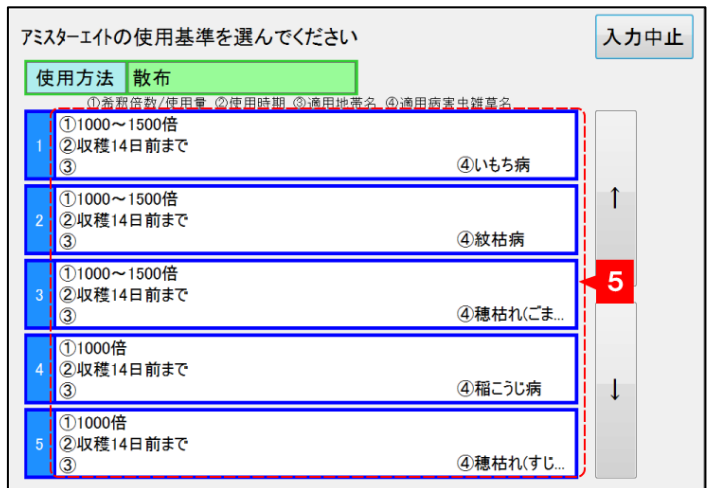 アミスターエイトの使用基準を選んでください
入力中止
使用方法 散布
①希釈倍数/使用量 ②使用時期 ③適用地帯名 ④適用病害虫雑草名
1
①1000～1500倍
②収穫14日前まで
③ ④いもち病
2
①1000～1500倍
②収穫14日前まで
③ ④紋枯病
3
①1000～1500倍
②収穫14日前まで
③ ④穂枯れ(ごま...
4
①1000倍
②収穫14日前まで
③ ④稲こうじ病
5
①1000倍
②収穫14日前まで
③ ④穂枯れ(すじ...
↑
5
↓